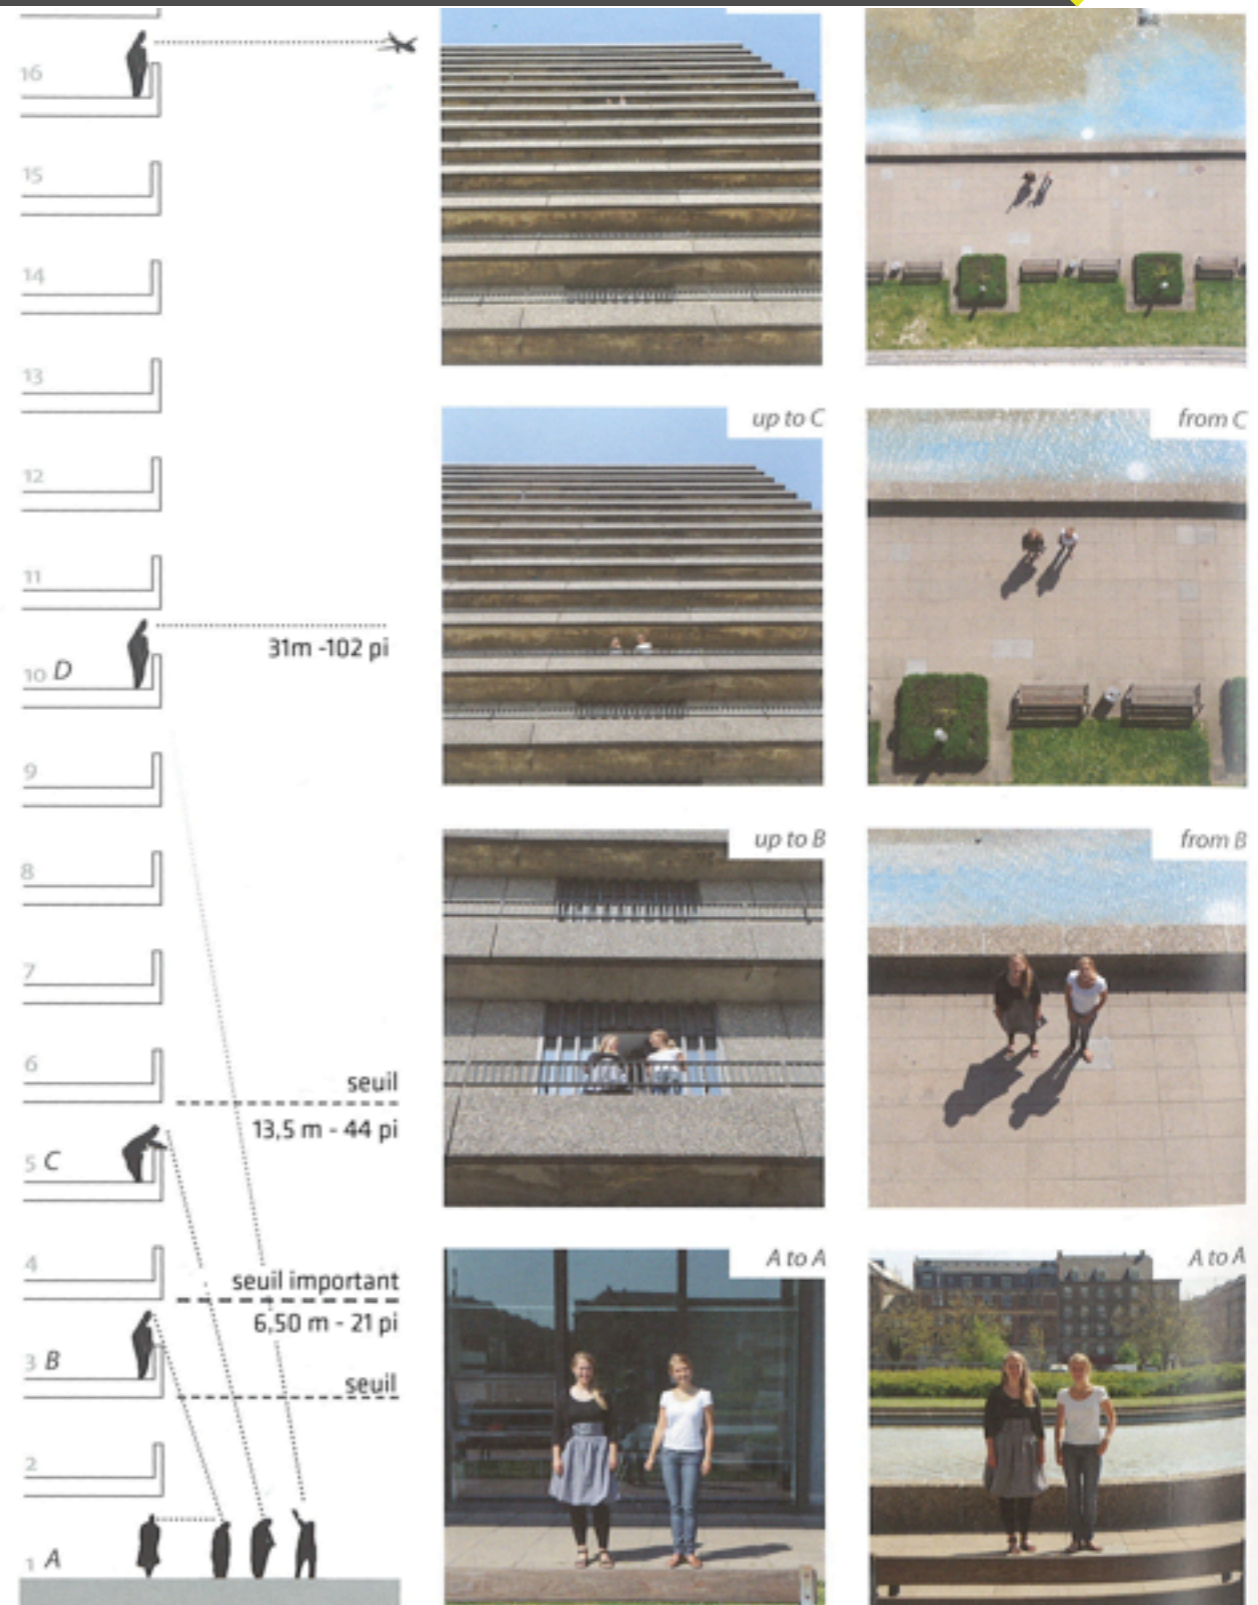 16
15
14
13
12
up to C
from C
11
31m -102 pi
10 D
9
up to B
from B
8
7
6
seuil
13,5 m - 44 pi
5 C
4
seuil important
A to A
A to A
6,50 m - 21 pi
3 B
seuil
2
1 A